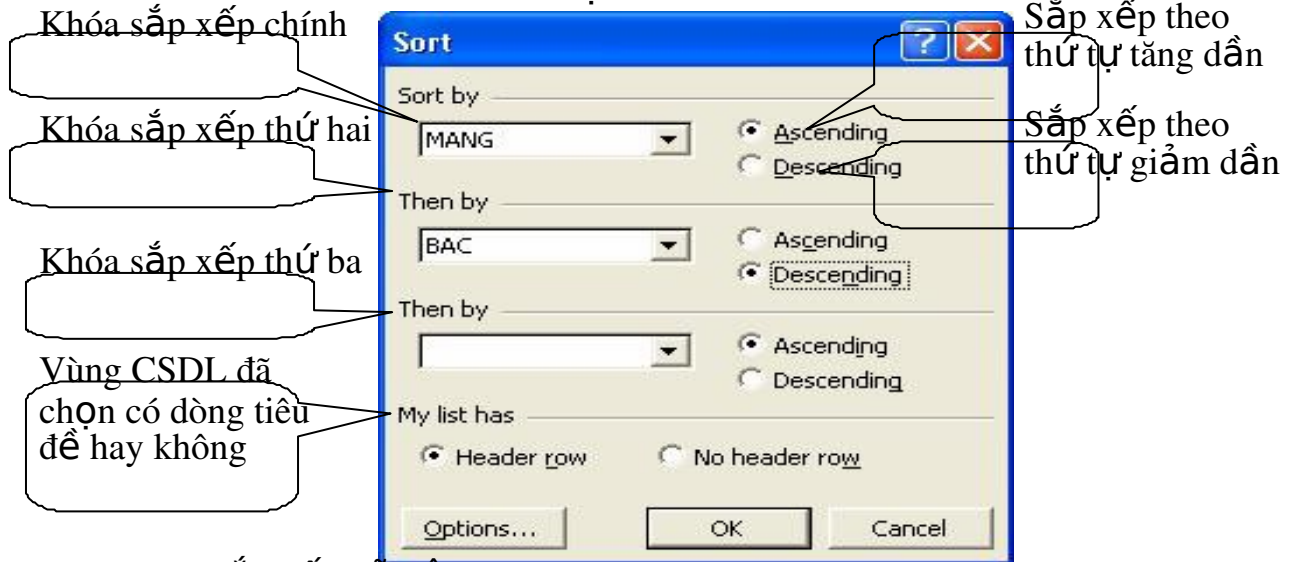 Khóa sắp xếp chính
Sắp xếp theo
thứ tự tăng dần
Sort
Sort by
MANG
Ascending
Descending
Khóa sắp xếp thứ hai
Sắp xếp theo
thứ tự giảm dần
Then by
BAC
Ascending
Descending
Khóa sắp xếp thứ ba
Then by
Ascending
Descending
Vùng CSDL đã
chọn có dòng tiêu
đề hay không
My list has
Header row
No header row
Options...
OK
Cancel